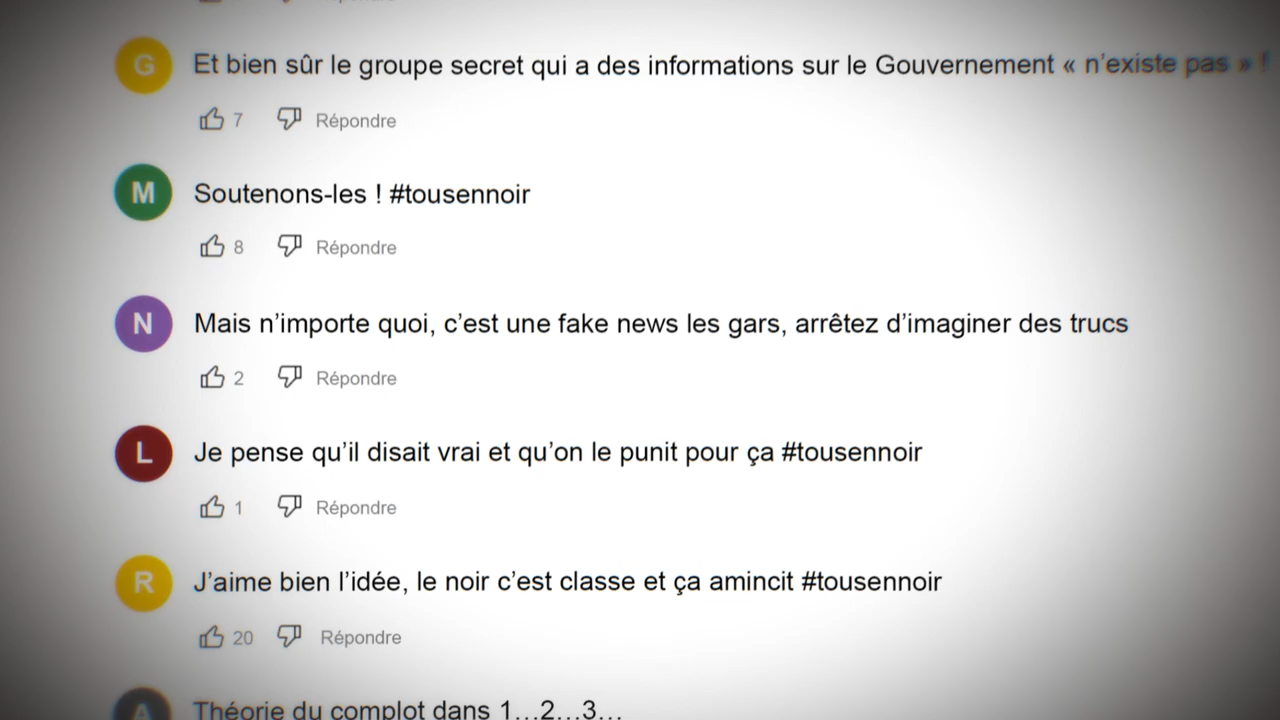 Répondre
G
Et bien sûr le groupe secret qui a des informations sur le Gouvernement « n’existe pas » !
7 Répondre
M
Soutenons-les ! #tousennoir
8 Répondre
N
Mais n’importe quoi, c’est une fake news les gars, arrêtez d’imaginer des trucs
2 Répondre
L
Je pense qu’il disait vrai et qu’on le punit pour ça #tousennoir
1 Répondre
R
J’aime bien l’idée, le noir c’est classe et ça amincit #tousennoir
20 Répondre
A
Théorie du complot dans 1...2...3...